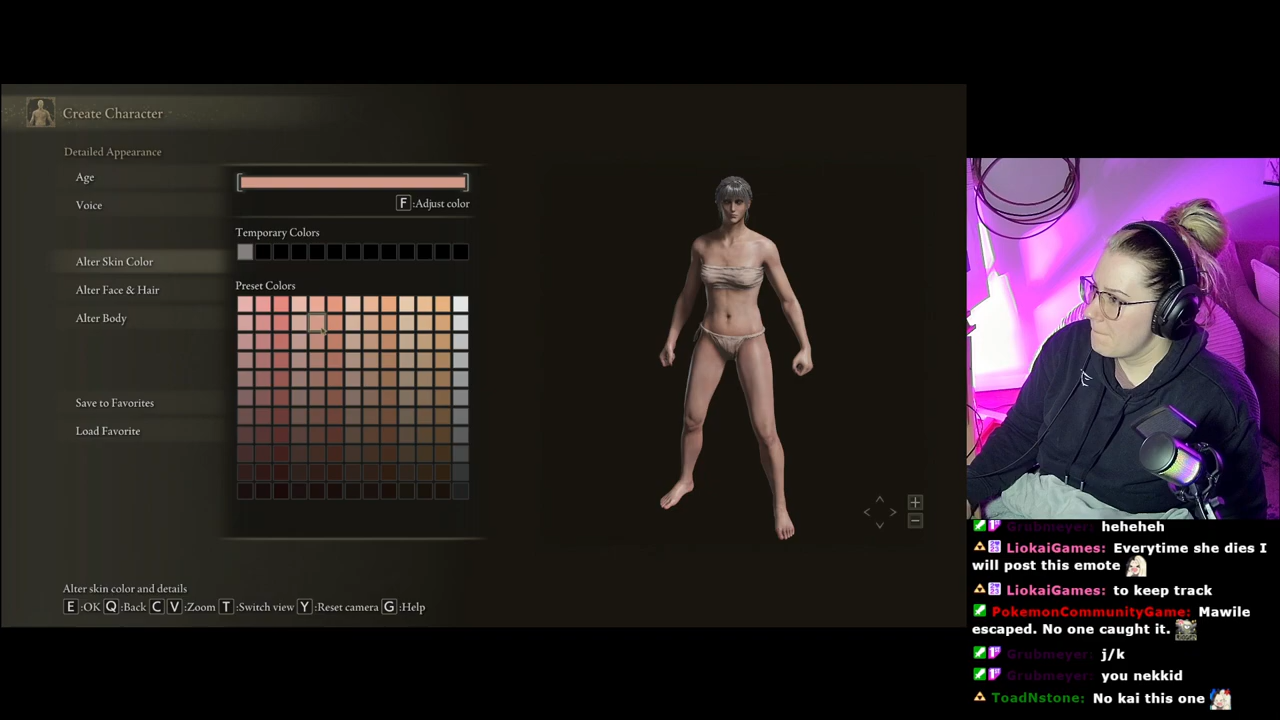 Create Character
Detailed Appearance
Age
Voice
Alter Skin Color
Alter Face & Hair
Alter Body
Save to Favorites
Load Favorite
F :Adjust color
Temporary Colors
Preset Colors
Alter skin color and details
E :OK Q :Back C V :Zoom T :Switch view Y :Reset camera G :Help
Grubmeyer: heheheh
LiokaiGames: Everytime she dies I
will post this emote
LiokaiGames: to keep track
PokemonCommunityGame: Mawile
escaped. No one caught it.
Grubmeyer: j/k
Grubmeyer: you nekkid
ToadNstone: No kai this one